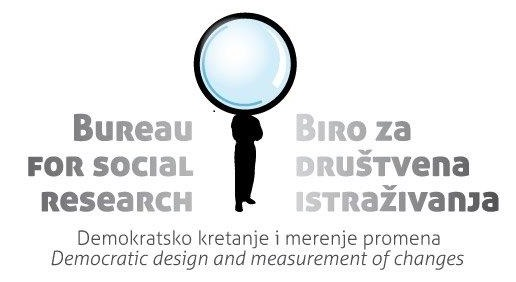 Bureau
for social
research
Biro za
društvena
istraživanja
Demokratsko kretanje i merenje promena
Democratic design and measurement of changes